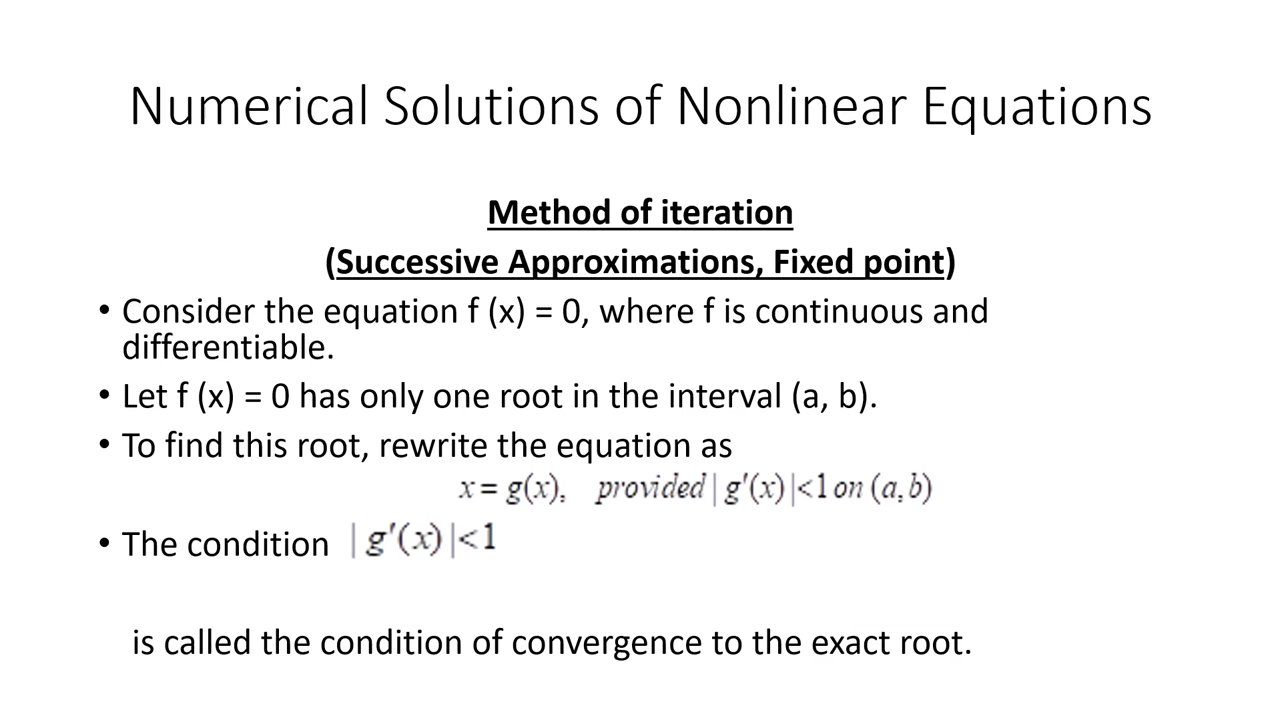 Numerical Solutions of Nonlinear Equations
Method of iteration
(Successive Approximations, Fixed point)
• Consider the equation f (x) = 0, where f is continuous and
differentiable.
• Let f (x) = 0 has only one root in the interval (a, b).
• To find this root, rewrite the equation as
x = g(x), provided | g'(x) |<1 on (a, b)
• The condition | g'(x) |<1
is called the condition of convergence to the exact root.